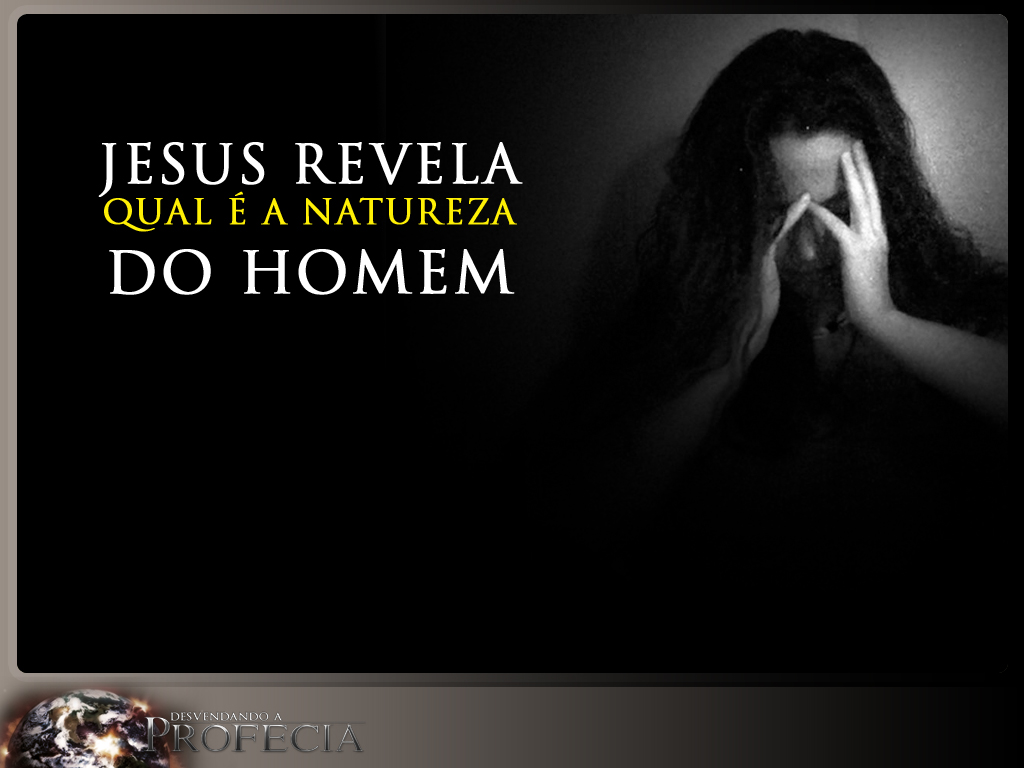 JESUS REVELA
QUAL É A NATUREZA
DO HOMEM
DESVENDANDO A
PROFECIA